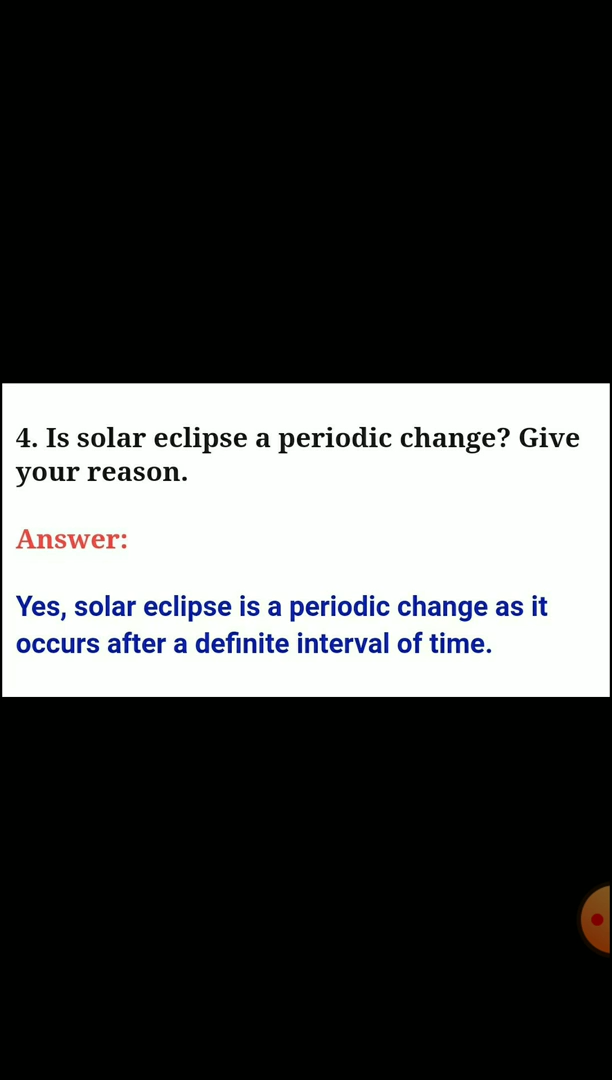 4. Is solar eclipse a periodic change? Give
your reason.
Answer:
Yes, solar eclipse is a periodic change as it
occurs after a definite interval of time.